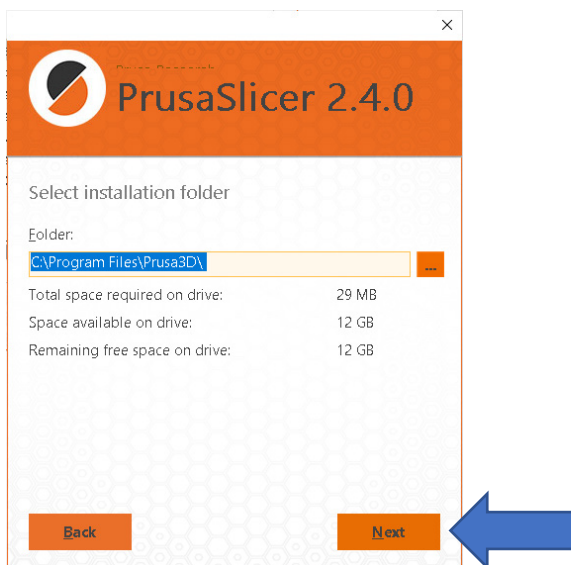 PrusaSlicer 2.4.0
Select installation folder
Folder:
C:\Program Files\Prusa3D\
...
Total space required on drive: 29 MB
Space available on drive: 12 GB
Remaining free space on drive: 12 GB
Back
Next